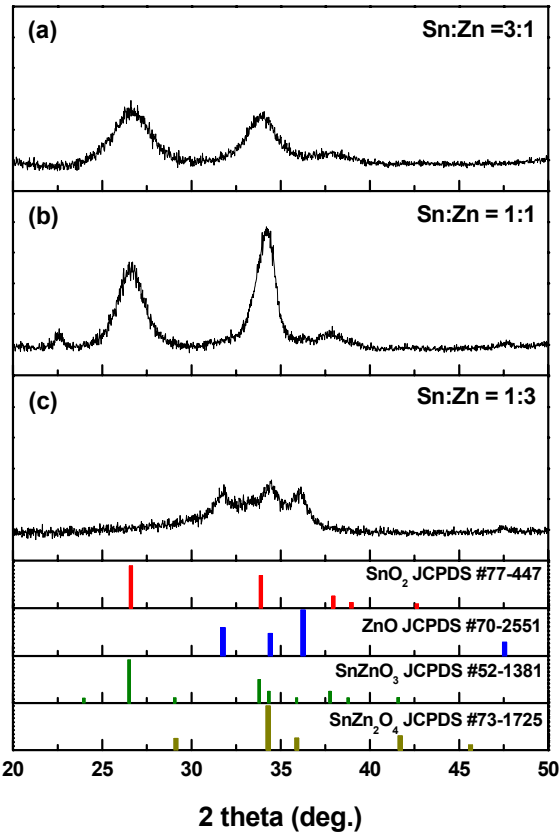 (a) Sn:Zn =3:1
(b) Sn:Zn = 1:1
(c) Sn:Zn = 1:3
SnO₂ JCPDS #77-447
ZnO JCPDS #70-2551
SnZnO₃ JCPDS #52-1381
SnZn₂O₄ JCPDS #73-1725
20 25 30 35 40 45 50
2 theta (deg.)